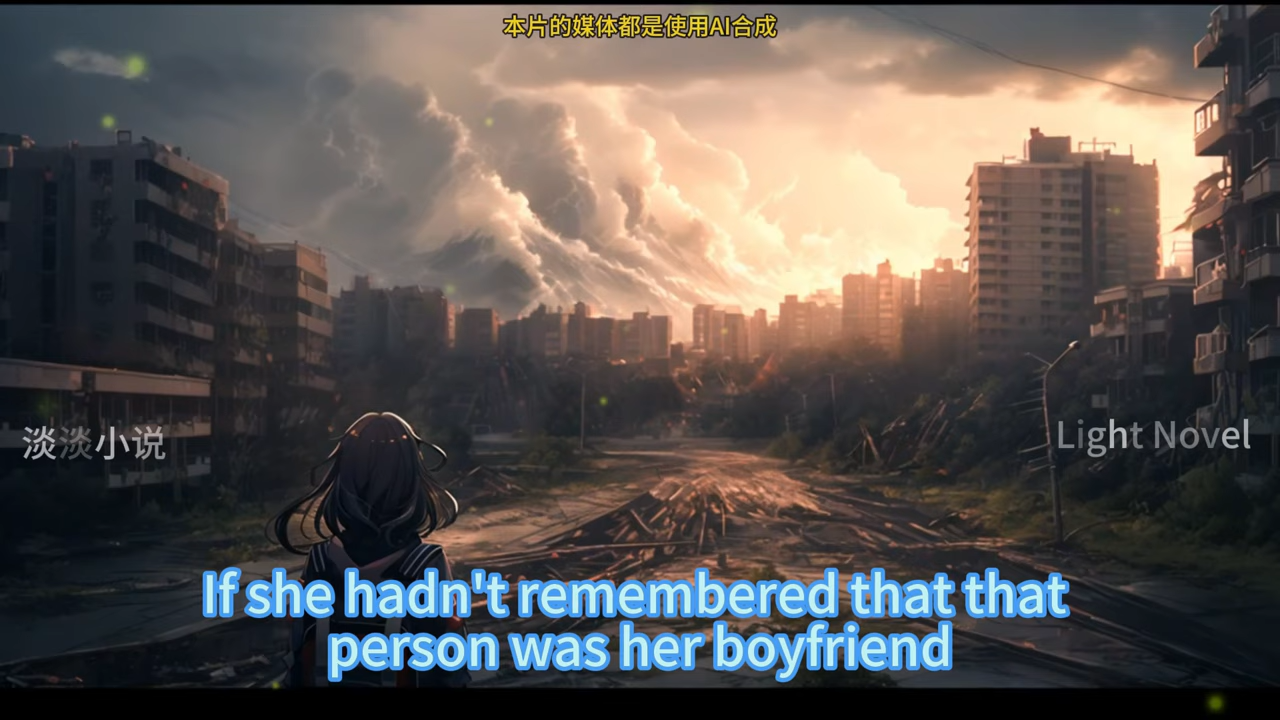 本片的媒体都是使用AI合成
淡淡小说
Light Novel
If she hadn't remembered that that
person was her boyfriend